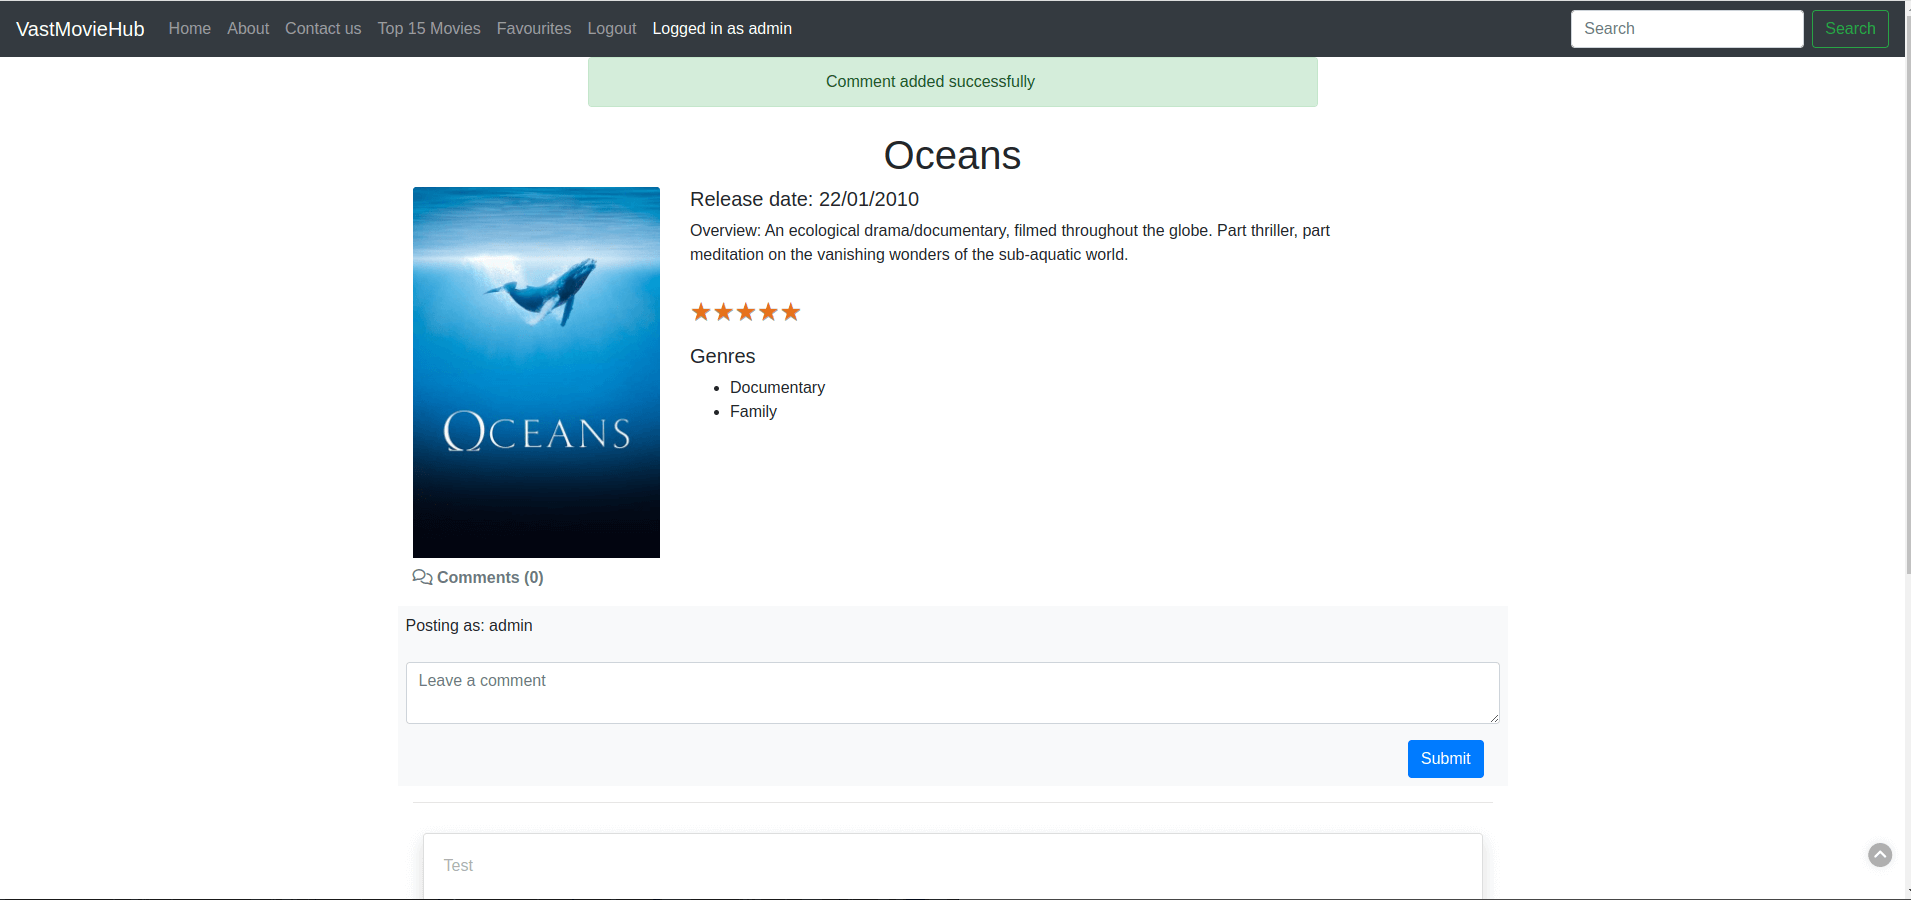 VastMovieHub Home About Contact us Top 15 Movies Favourites Logout Logged in as admin Search Search
Comment added successfully
Oceans
Release date: 22/01/2010
Overview: An ecological drama/documentary, filmed throughout the globe. Part thriller, part
meditation on the vanishing wonders of the sub-aquatic world.
Genres
Documentary
Family
OCEANS
Comments (0)
Posting as: admin
Leave a comment
Submit
Test